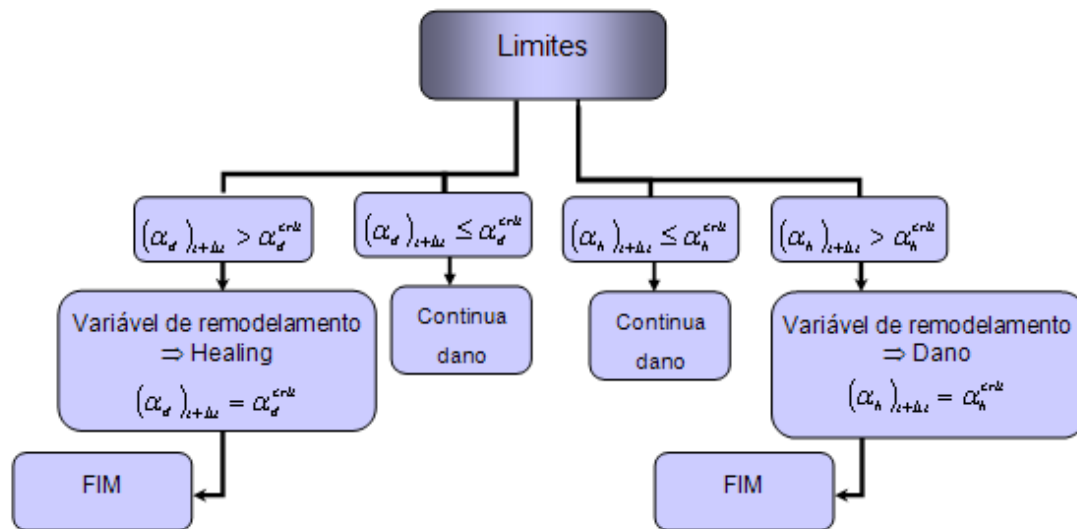 Limites
(α_d)_{t+Δt} > α_d^{crit}
(α_d)_{t+Δt} ≤ α_d^{crit}
(α_h)_{t+Δt} ≤ α_h^{crit}
(α_h)_{t+Δt} > α_h^{crit}
Variável de remodelamento
⇒ Healing
(α_d)_{t+Δt} = α_d^{crit}
Continua
dano
Continua
dano
Variável de remodelamento
⇒ Dano
(α_h)_{t+Δt} = α_h^{crit}
FIM
FIM